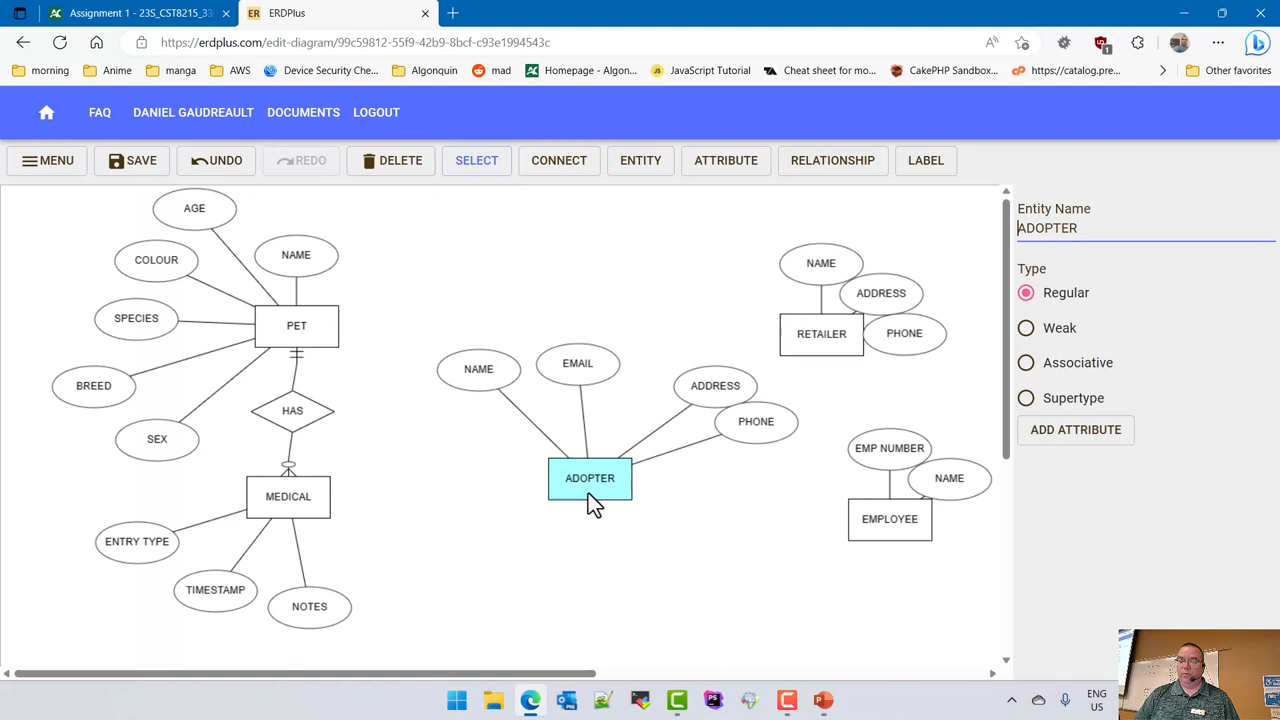 Assignment 1 - 23S_CST8215_33
ERDPlus
https://erdplus.com/edit-diagram/99c59812-55f9-42b9-8bcf-c93e1994543c
morning
Anime
manga
AWS
Device Security Che...
Algonquin
mad
Homepage - Algon...
JavaScript Tutorial
Cheat sheet for mo...
CakePHP Sandbox...
https://catalog.pre...
Other favorites
FAQ
DANIEL GAUDREAULT
DOCUMENTS
LOGOUT
MENU
SAVE
UNDO
REDO
DELETE
SELECT
CONNECT
ENTITY
ATTRIBUTE
RELATIONSHIP
LABEL
AGE
COLOUR
NAME
SPECIES
PET
BREED
HAS
SEX
MEDICAL
ENTRY TYPE
TIMESTAMP
NOTES
NAME
EMAIL
ADDRESS
PHONE
ADOPTER
NAME
ADDRESS
RETAILER
PHONE
EMP NUMBER
NAME
EMPLOYEE
Entity Name
ADOPTER
Type
Regular
Weak
Associative
Supertype
ADD ATTRIBUTE
ENG
US